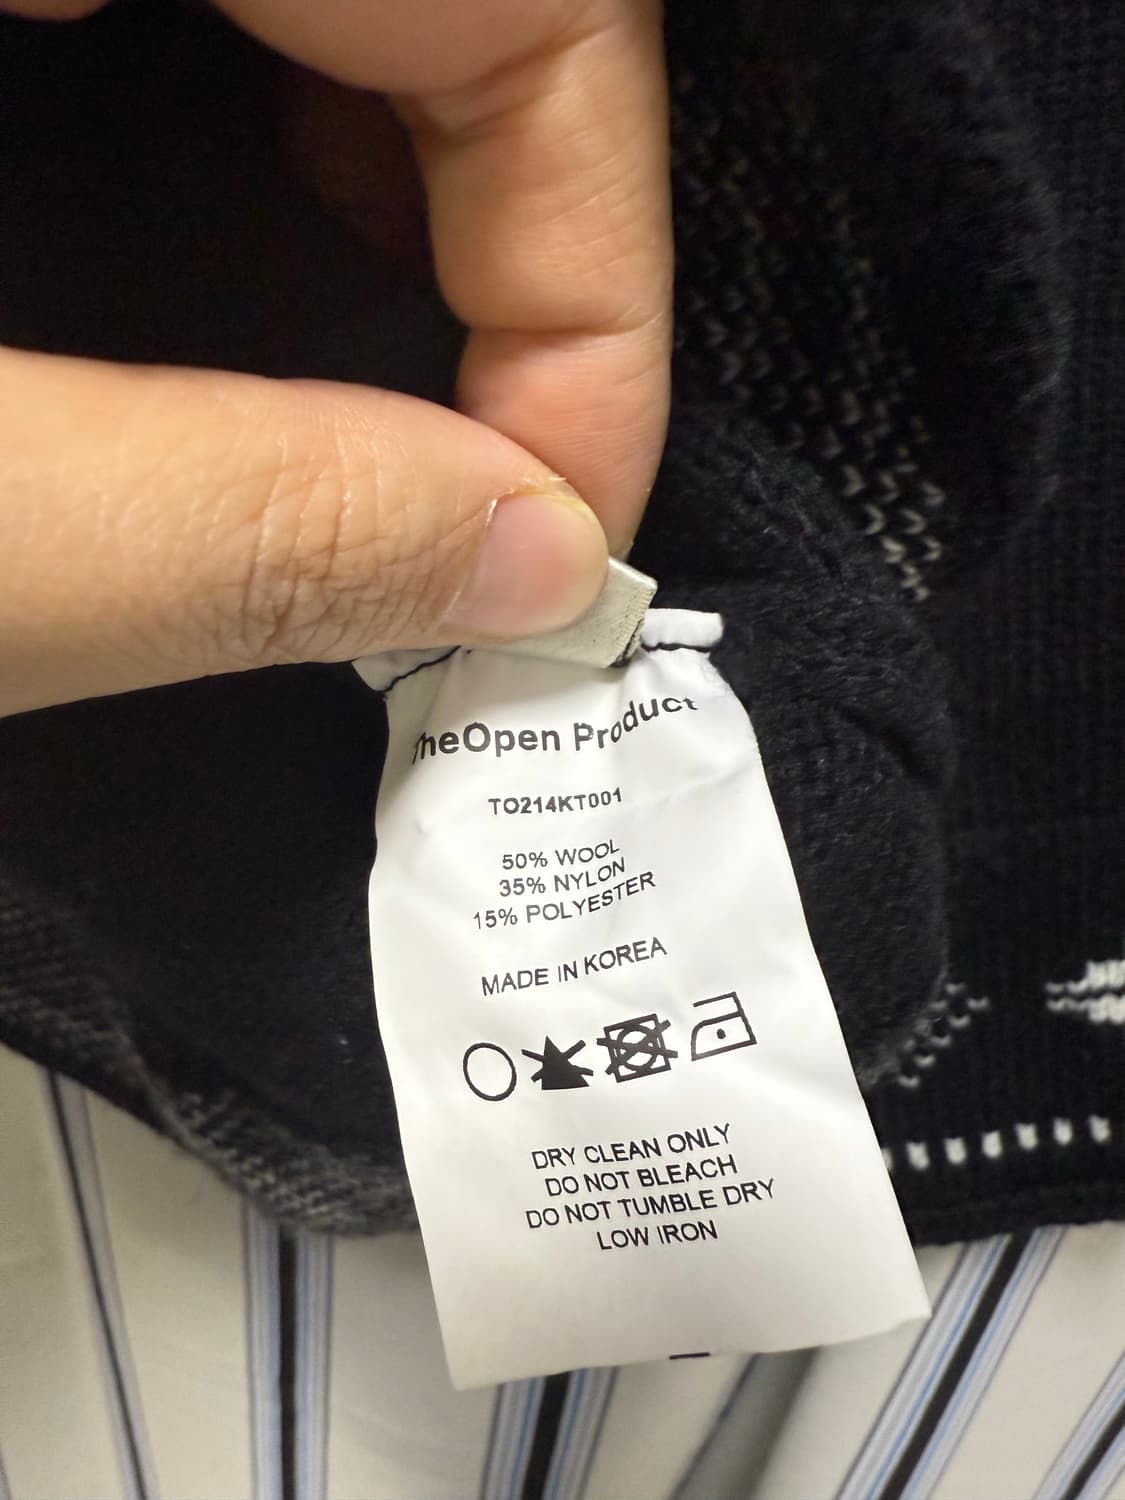 TheOpen Product
TO214KT001
50% WOOL
35% NYLON
15% POLYESTER
MADE IN KOREA
DRY CLEAN ONLY
DO NOT BLEACH
DO NOT TUMBLE DRY
LOW IRON